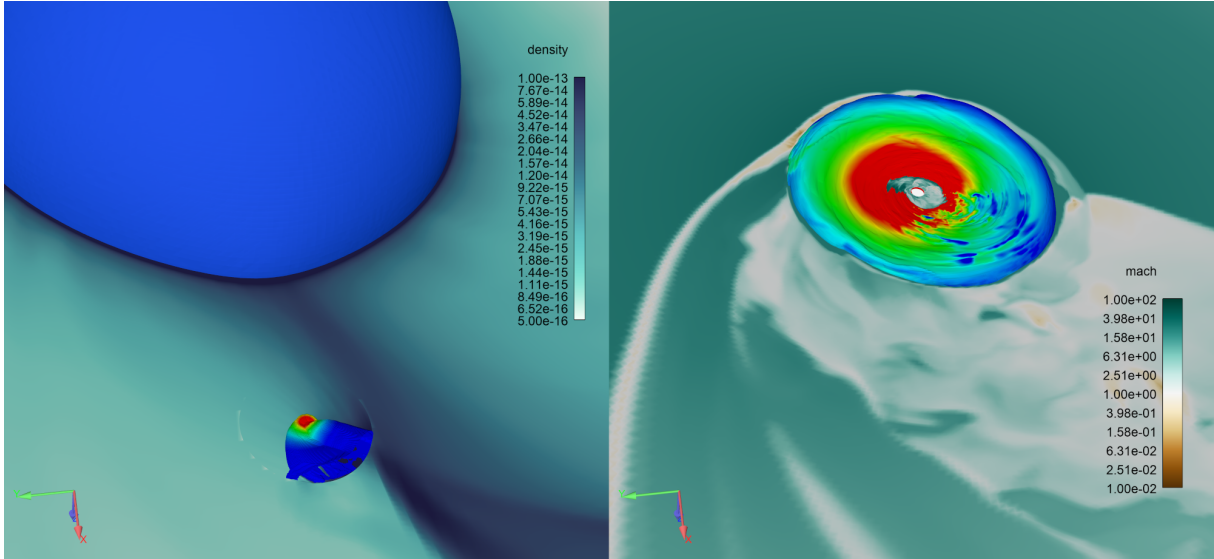 density
1.00e-13
7.67e-14
5.89e-14
4.52e-14
3.47e-14
2.66e-14
2.04e-14
1.57e-14
1.20e-14
9.22e-15
7.07e-15
5.43e-15
4.16e-15
3.19e-15
2.45e-15
1.88e-15
1.44e-15
1.11e-15
8.49e-16
6.52e-16
5.00e-16
X
mach
1.00e+02
3.98e+01
1.58e+01
6.31e+00
2.51e+00
1.00e+00
3.98e-01
1.58e-01
6.31e-02
2.51e-02
1.00e-02
X